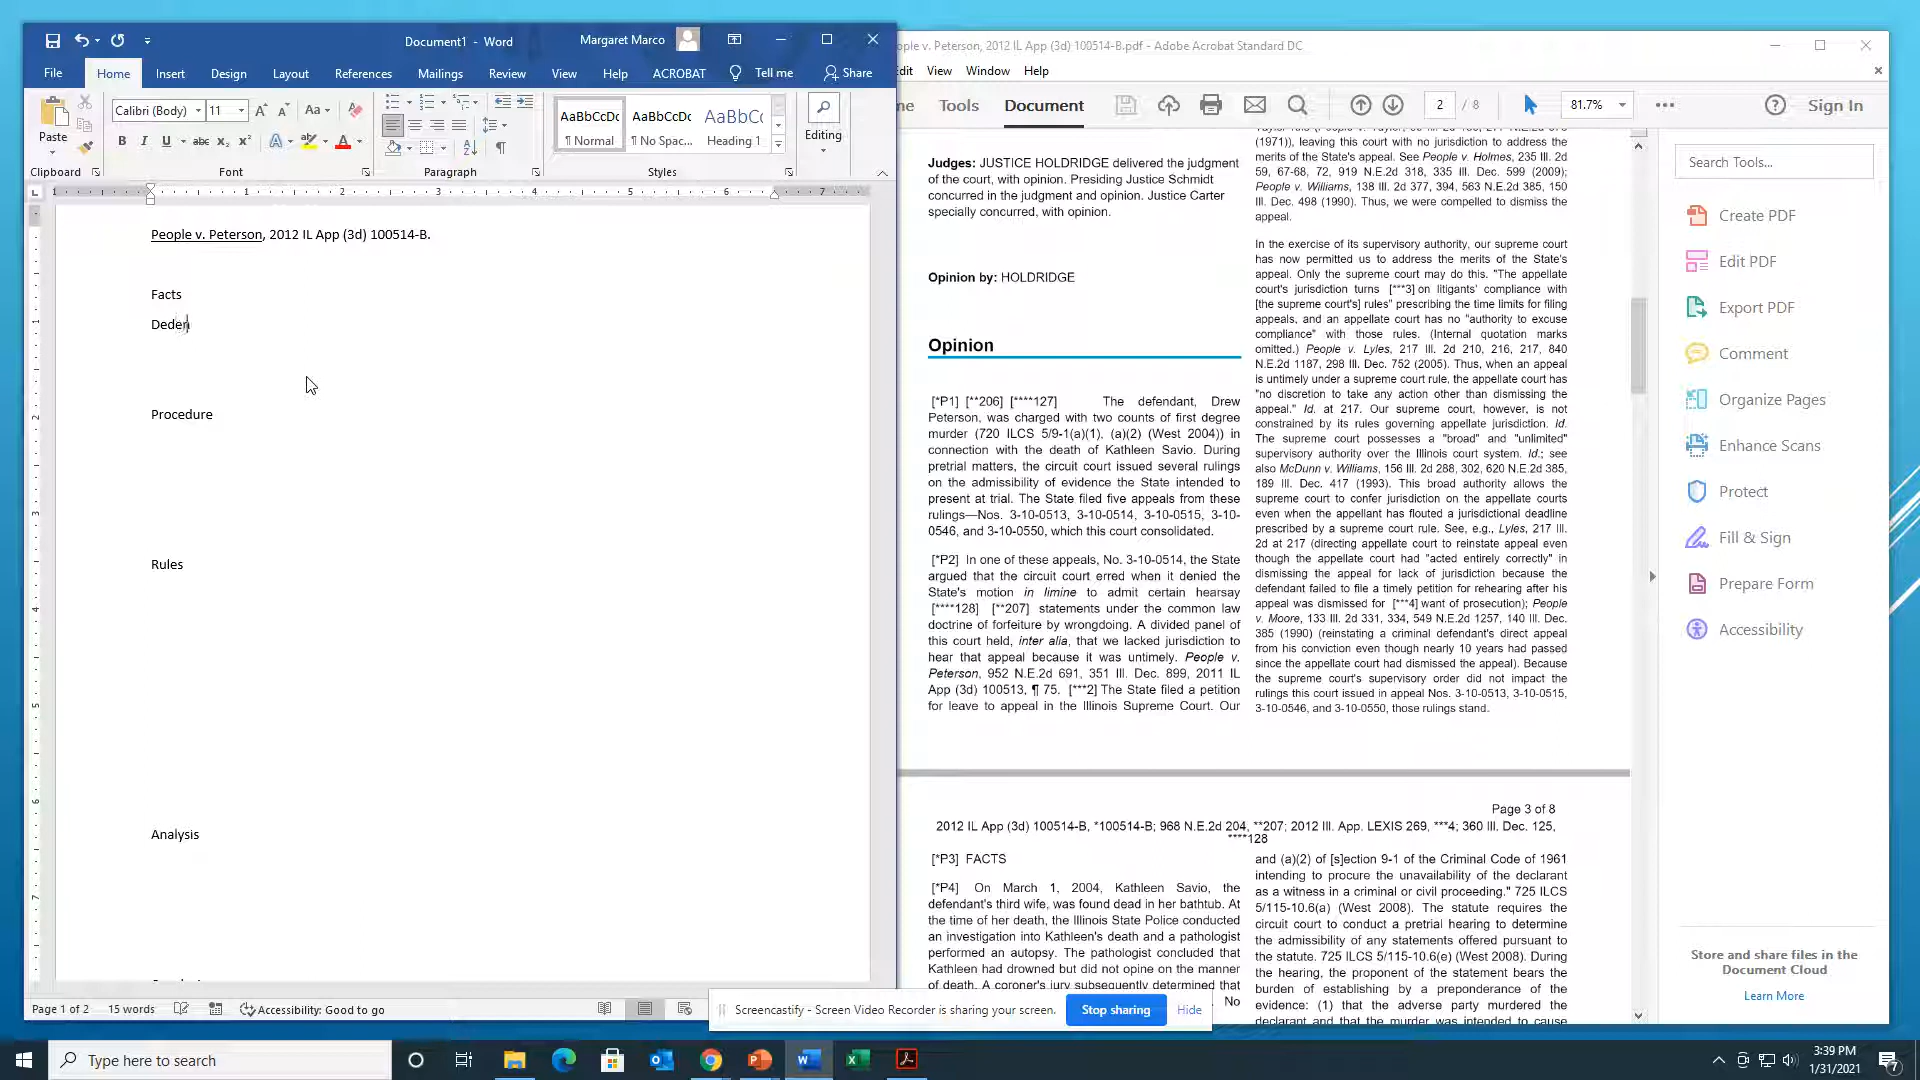 Document1 - Word
Margaret Marco
File Home Insert Design Layout References Mailings Review View Help ACROBAT Tell me Share
Paste
Calibri (Body) 11
Aa
B I U abc x₂ x²
AaBbCcDc AaBbCcDc AaBbCc
¶ Normal ¶ No Spac... Heading 1
Editing
Clipboard Font Paragraph Styles
1 1 2 3 4 5 6 7
People v. Peterson, 2012 IL App (3d) 100514-B.
Facts
Deden
Procedure
Rules
Analysis
Page 1 of 2 15 words Accessibility: Good to go
ople v. Peterson, 2012 IL App (3d) 100514-B.pdf - Adobe Acrobat Standard DC
Edit View Window Help
me Tools Document
2 / 8
81.7%
Sign In
Judges: JUSTICE HOLDRIDGE delivered the judgment
of the court, with opinion. Presiding Justice Schmidt
concurred in the judgment and opinion. Justice Carter
specially concurred, with opinion.
Opinion by: HOLDRIDGE
Opinion
[*P1] [**206] [****127] The defendant, Drew
Peterson, was charged with two counts of first degree
murder (720 ILCS 5/9-1(a)(1), (a)(2) (West 2004)) in
connection with the death of Kathleen Savio. During
pretrial matters, the circuit court issued several rulings
on the admissibility of evidence the State intended to
present at trial. The State filed five appeals from these
rulings—Nos. 3-10-0513, 3-10-0514, 3-10-0515, 3-10-
0546, and 3-10-0550, which this court consolidated.
[*P2] In one of these appeals, No. 3-10-0514, the State
argued that the circuit court erred when it denied the
State's motion in limine to admit certain hearsay
[****128] [**207] statements under the common law
doctrine of forfeiture by wrongdoing. A divided panel of
this court held, inter alia, that we lacked jurisdiction to
hear that appeal because it was untimely. People v.
Peterson, 952 N.E.2d 691, 351 Ill. Dec. 899, 2011 IL
App (3d) 100513, ¶ 75. [***2] The State filed a petition
for leave to appeal in the Illinois Supreme Court. Our
(1971)), leaving this court with no jurisdiction to address the
merits of the State's appeal. See People v. Holmes, 235 Ill. 2d
59, 67-68, 72, 919 N.E.2d 318, 335 Ill. Dec. 599 (2009);
People v. Williams, 138 Ill. 2d 377, 394, 563 N.E.2d 385, 150
Ill. Dec. 498 (1990). Thus, we were compelled to dismiss the
appeal.
In the exercise of its supervisory authority, our supreme court
has now permitted us to address the merits of the State's
appeal. Only the supreme court may do this. "The appellate
court's jurisdiction turns [***3] on litigants' compliance with
[the supreme court's] rules" prescribing the time limits for filing
appeals, and an appellate court has no "authority to excuse
compliance" with those rules. (Internal quotation marks
omitted.) People v. Lyles, 217 Ill. 2d 210, 216, 217, 840
N.E.2d 1187, 298 Ill. Dec. 752 (2005). Thus, when an appeal
is untimely under a supreme court rule, the appellate court has
"no discretion to take any action other than dismissing the
appeal." Id. at 217. Our supreme court, however, is not
constrained by its rules governing appellate jurisdiction. Id.
The supreme court possesses a "broad" and "unlimited"
supervisory authority over the Illinois court system. Id.; see
also McDunn v. Williams, 156 Ill. 2d 288, 302, 620 N.E.2d 385,
189 Ill. Dec. 417 (1993). This broad authority allows the
supreme court to confer jurisdiction on the appellate courts
even when the appellant has flouted a jurisdictional deadline
prescribed by a supreme court rule. See, e.g., Lyles, 217 Ill.
2d at 217 (directing appellate court to reinstate appeal even
though the appellate court had "acted entirely correctly" in
dismissing the appeal for lack of jurisdiction because the
defendant failed to file a timely petition for rehearing after his
appeal was dismissed for [***4] want of prosecution); People
v. Moore, 133 Ill. 2d 331, 334, 549 N.E.2d 1257, 140 Ill. Dec.
385 (1990) (reinstating a criminal defendant's direct appeal
from his conviction even though nearly 10 years had passed
since the appellate court had dismissed the appeal). Because
the supreme court's supervisory order did not impact the
rulings this court issued in appeal Nos. 3-10-0513, 3-10-0515,
3-10-0546, and 3-10-0550, those rulings stand.
Page 3 of 8
2012 IL App (3d) 100514-B, *100514-B; 968 N.E.2d 204, **207; 2012 Ill. App. LEXIS 269, ***4; 360 Ill. Dec. 125,
****128
[*P3] FACTS
[*P4] On March 1, 2004, Kathleen Savio, the
defendant's third wife, was found dead in her bathtub. At
the time of her death, the Illinois State Police conducted
an investigation into Kathleen's death and a pathologist
performed an autopsy. The pathologist concluded that
Kathleen had drowned but did not opine on the manner
of death. A coroner's jury subsequently determined that
No
and (a)(2) of [s]ection 9-1 of the Criminal Code of 1961
intending to procure the unavailability of the declarant
as a witness in a criminal or civil proceeding." 725 ILCS
5/115-10.6(a) (West 2008). The statute requires the
circuit court to conduct a pretrial hearing to determine
the admissibility of any statements offered pursuant to
the statute. 725 ILCS 5/115-10.6(e) (West 2008). During
the hearing, the proponent of the statement bears the
burden of establishing by a preponderance of the
evidence: (1) that the adverse party murdered the
declarant and that the murder was intended to cause
Search Tools...
Create PDF
Edit PDF
Export PDF
Comment
Organize Pages
Enhance Scans
Protect
Fill & Sign
Prepare Form
Accessibility
Store and share files in the
Document Cloud
Learn More
Screencastify - Screen Video Recorder is sharing your screen. Stop sharing Hide
Type here to search
3:39 PM
1/31/2021
7